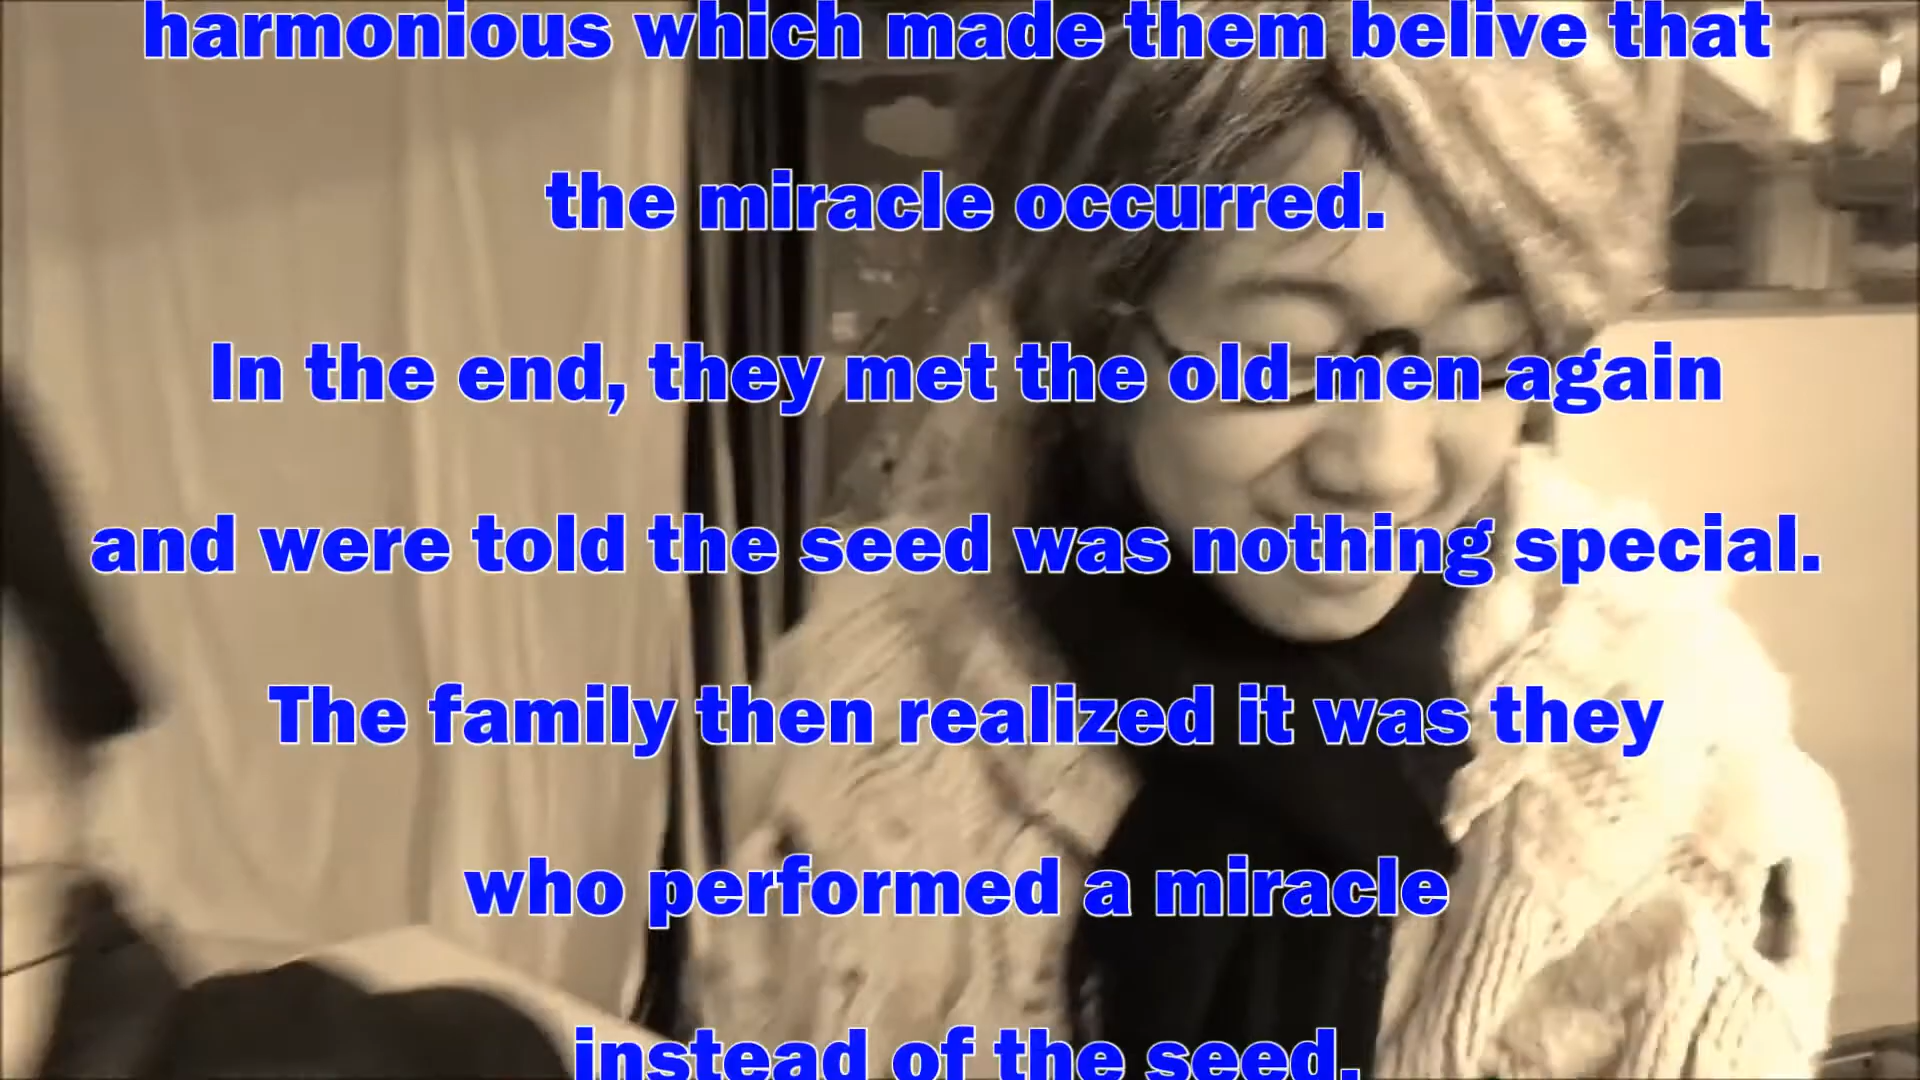 harmonious which made them belive that
the miracle occurred.
In the end, they met the old men again
and were told the seed was nothing special.
The family then realized it was they
who performed a miracle
instead of the seed.